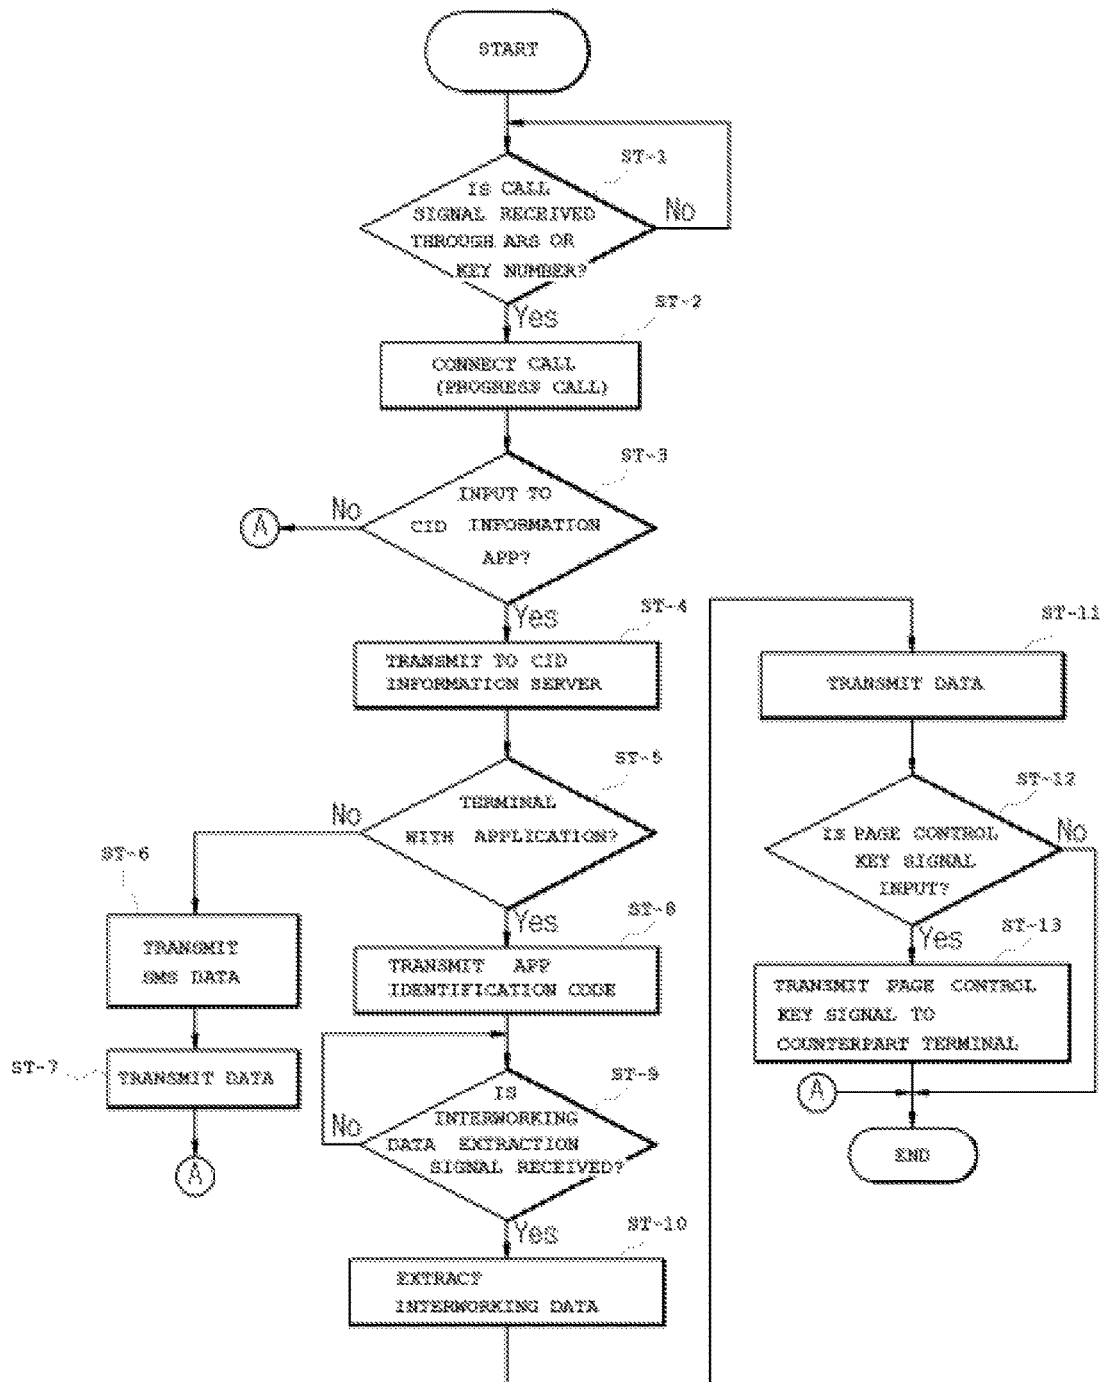 START
ST-1
IS CALL
SIGNAL RECRIVED
THROUGH ARS OR
KEY NUMBER?
No
Yes
ST-2
CONNECT CALL
(PROGRESS CALL)
ST-3
INPUT TO
CID INFORMATION
APP?
No
A
Yes
ST-4
TRANSMIT TO CID
INFORMATION SERVER
ST-5
TERMINAL
WITH APPLICATION?
No
ST-6
TRANSMIT
SMS DATA
ST-7
TRANSMIT DATA
A
Yes
ST-8
TRANSMIT APP
IDENTIFICATION CODE
ST-9
IS
INTERWORKING
DATA EXTRACTION
SIGNAL RECEIVED?
No
Yes
ST-10
EXTRACT
INTERWORKING DATA
ST-11
TRANSMIT DATA
ST-12
IS PAGE CONTROL
KEY SIGNAL
INPUT?
No
Yes
ST-13
TRANSMIT PAGE CONTROL
KEY SIGNAL TO
COUNTERPART TERMINAL
A
END